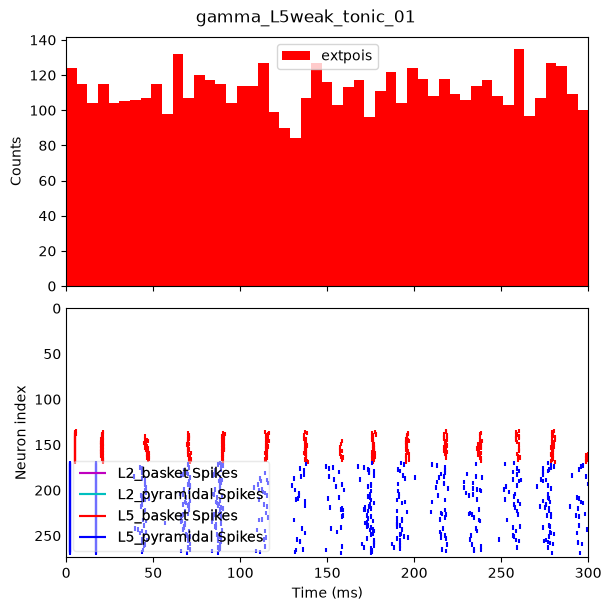 gamma_L5weak_tonic_01
140
120
100
80
60
40
20
0
Counts
extpois
0
50
100
150
200
250
Neuron index
L2_basket Spikes
L2_pyramidal Spikes
L5_basket Spikes
L5_pyramidal Spikes
0 50 100 150 200 250 300
Time (ms)